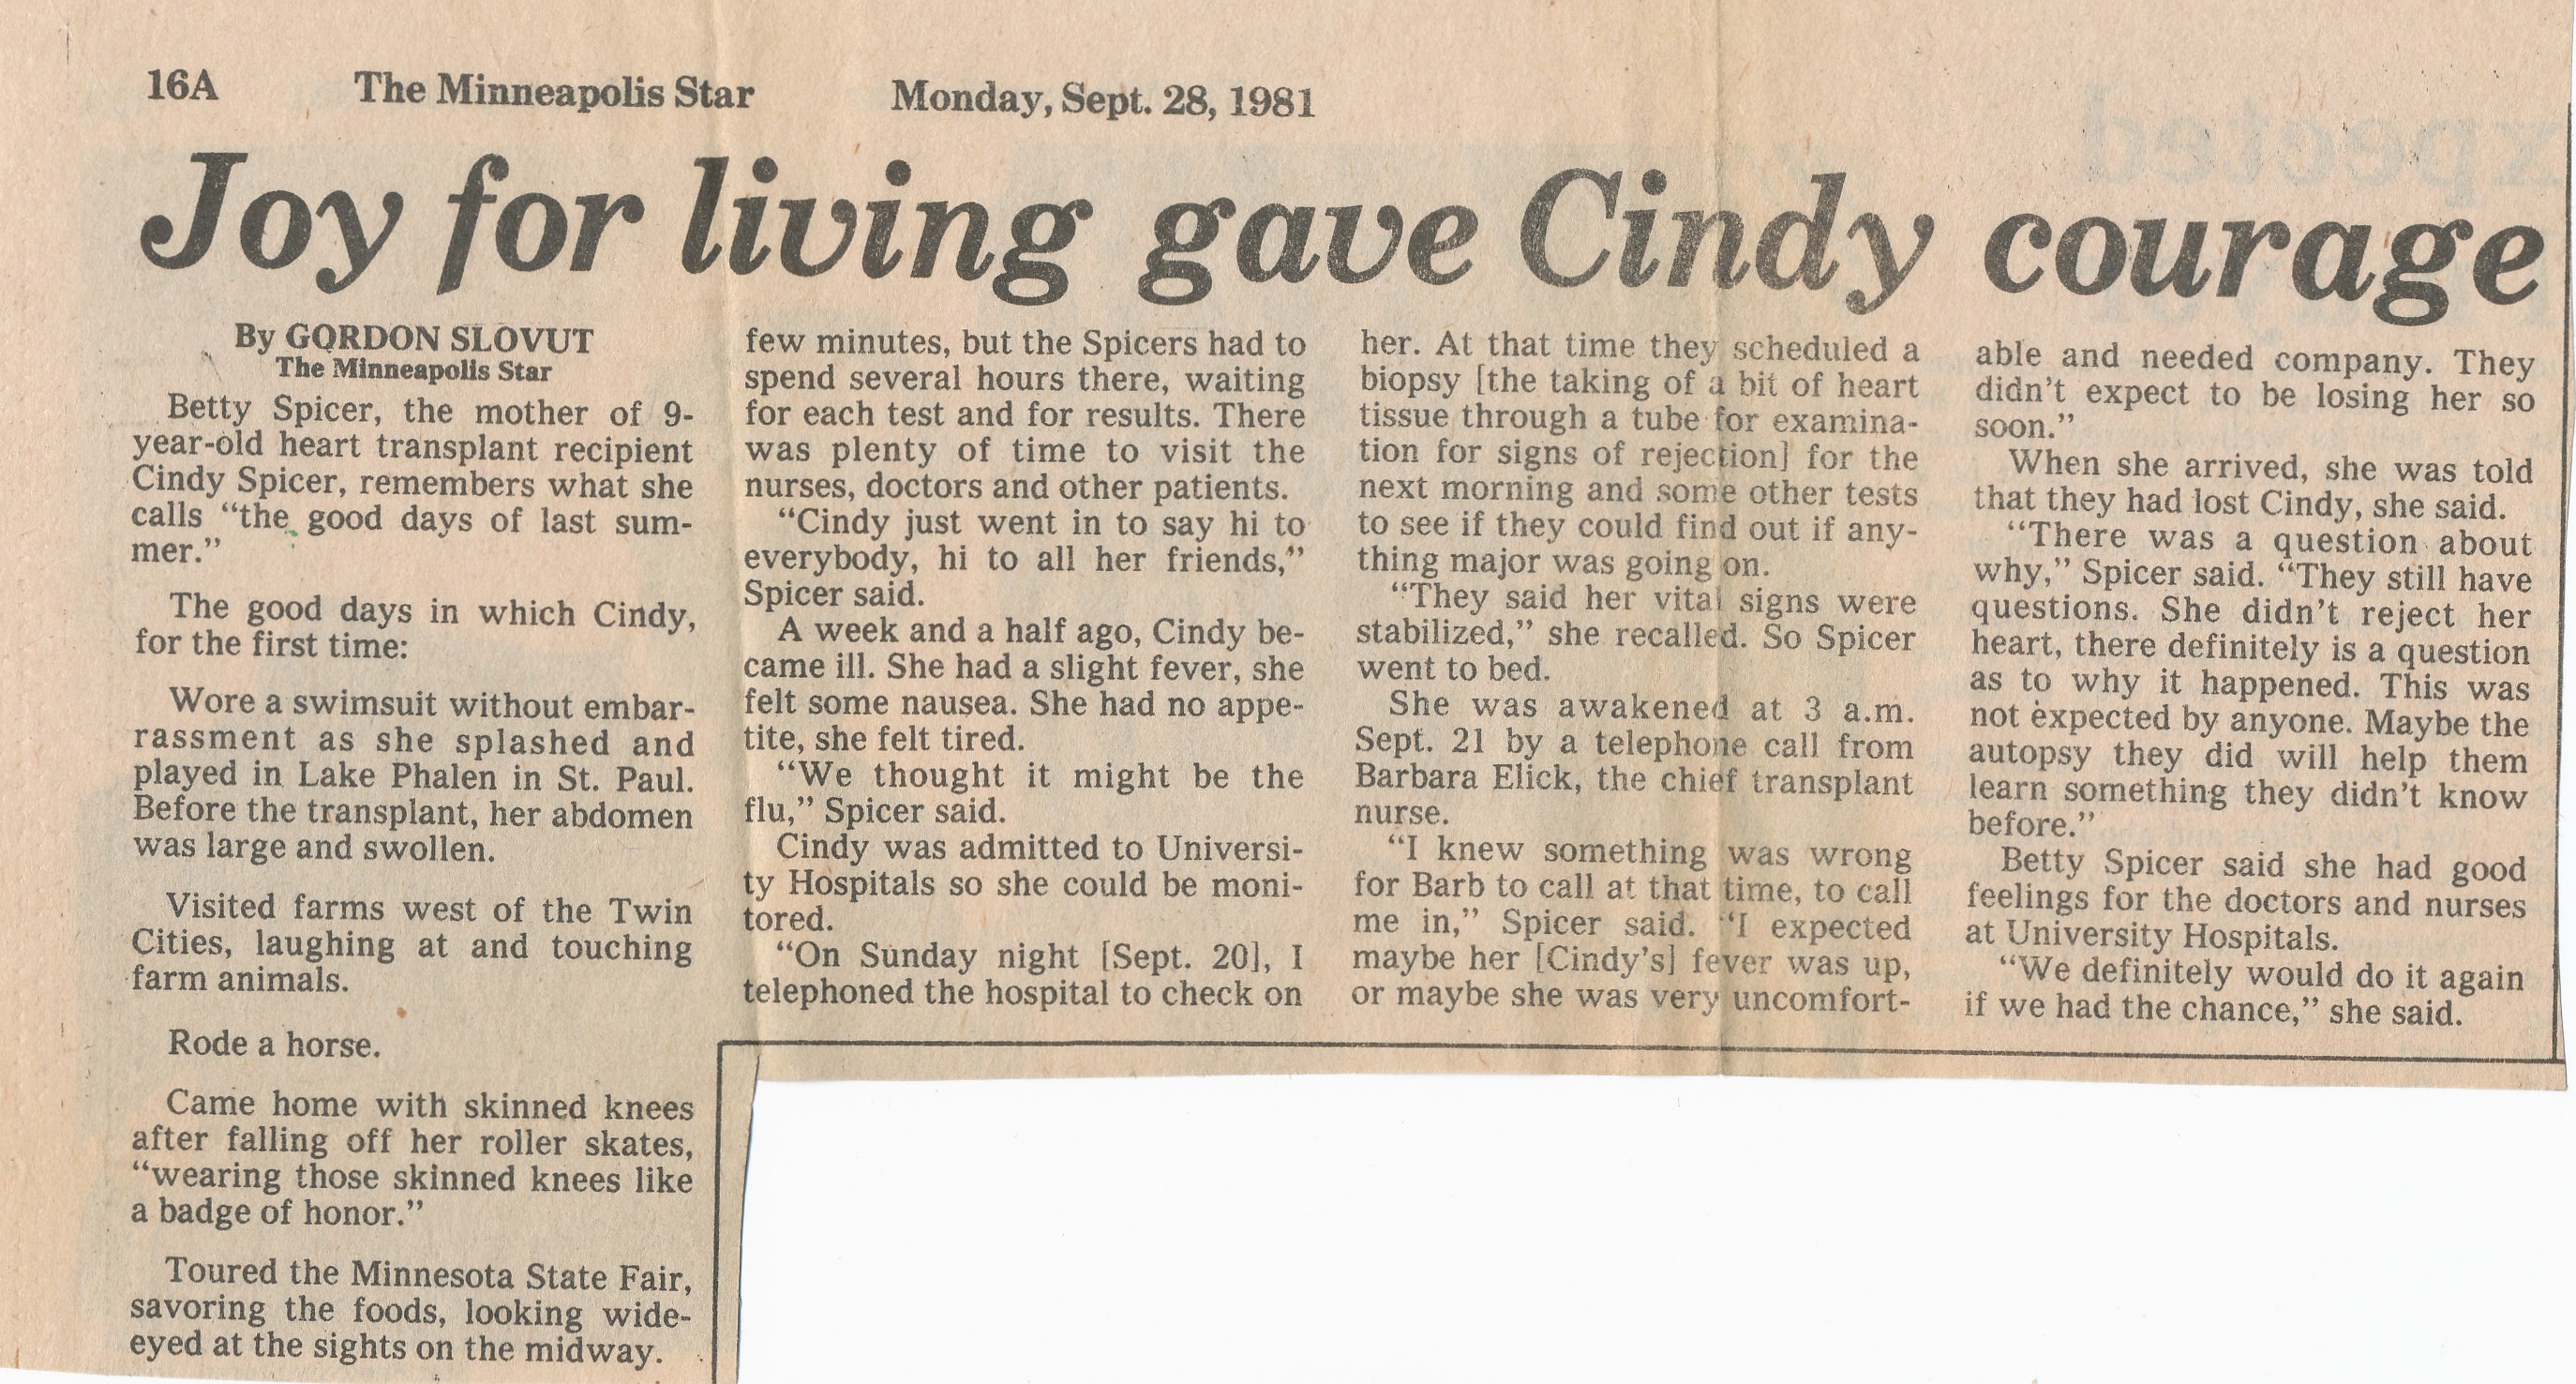 16A The Minneapolis Star Monday, Sept. 28, 1981
Joy for living gave Cindy courage
By GORDON SLOVUT
The Minneapolis Star
Betty Spicer, the mother of 9-
year-old heart transplant recipient
Cindy Spicer, remembers what she
calls “the good days of last sum-
mer.”
The good days in which Cindy,
for the first time:
Wore a swimsuit without embar-
rassment as she splashed and
played in Lake Phalen in St. Paul.
Before the transplant, her abdomen
was large and swollen.
Visited farms west of the Twin
Cities, laughing at and touching
farm animals.
Rode a horse.
Came home with skinned knees
after falling off her roller skates,
“wearing those skinned knees like
a badge of honor.”
Toured the Minnesota State Fair,
savoring the foods, looking wide-
eyed at the sights on the midway.
few minutes, but the Spicers had to
spend several hours there, waiting
for each test and for results. There
was plenty of time to visit the
nurses, doctors and other patients.
“Cindy just went in to say hi to
everybody, hi to all her friends,”
Spicer said.
A week and a half ago, Cindy be-
came ill. She had a slight fever, she
felt some nausea. She had no appe-
tite, she felt tired.
“We thought it might be the
flu,” Spicer said.
Cindy was admitted to Universi-
ty Hospitals so she could be moni-
tored.
“On Sunday night [Sept. 20], I
telephoned the hospital to check on
her. At that time they scheduled a
biopsy [the taking of a bit of heart
tissue through a tube for examina-
tion for signs of rejection] for the
next morning and some other tests
to see if they could find out if any-
thing major was going on.
“They said her vital signs were
stabilized,” she recalled. So Spicer
went to bed.
She was awakened at 3 a.m.
Sept. 21 by a telephone call from
Barbara Elick, the chief transplant
nurse.
“I knew something was wrong
for Barb to call at that time, to call
me in,” Spicer said. “I expected
maybe her [Cindy’s] fever was up,
or maybe she was very uncomfort-
able and needed company. They
didn’t expect to be losing her so
soon.”
When she arrived, she was told
that they had lost Cindy, she said.
“There was a question about
why,” Spicer said. “They still have
questions. She didn’t reject her
heart, there definitely is a question
as to why it happened. This was
not expected by anyone. Maybe the
autopsy they did will help them
learn something they didn’t know
before.”
Betty Spicer said she had good
feelings for the doctors and nurses
at University Hospitals.
“We definitely would do it again
if we had the chance,” she said.